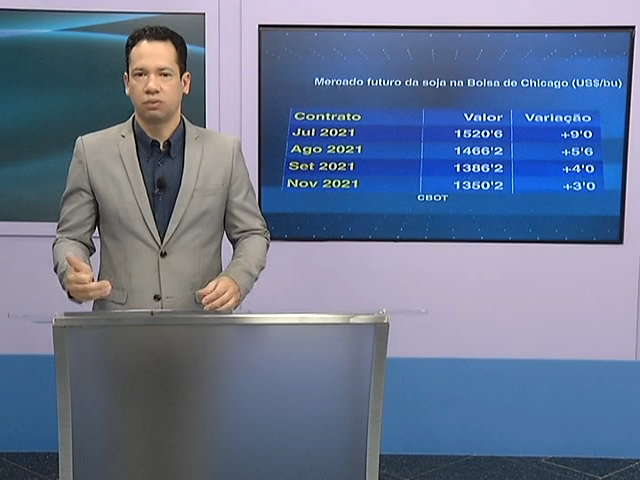 Mercado futuro da soja na Bolsa de Chicago (US$/bu)
Contrato Valor Variação
Jul 2021 1520'6 +9'0
Ago 2021 1466'2 +5'6
Set 2021 1386'2 +4'0
Nov 2021 1350'2 +3'0
CBOT